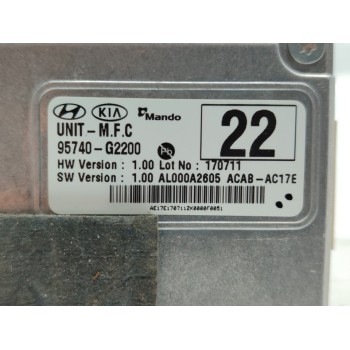 KIA Mando
UNIT-M.F.C
95740-G2200 Pb
22
HW Version : 1.00 Lot No : 170711
SW Version : 1.00 AL000A2605 ACAB-AC17E